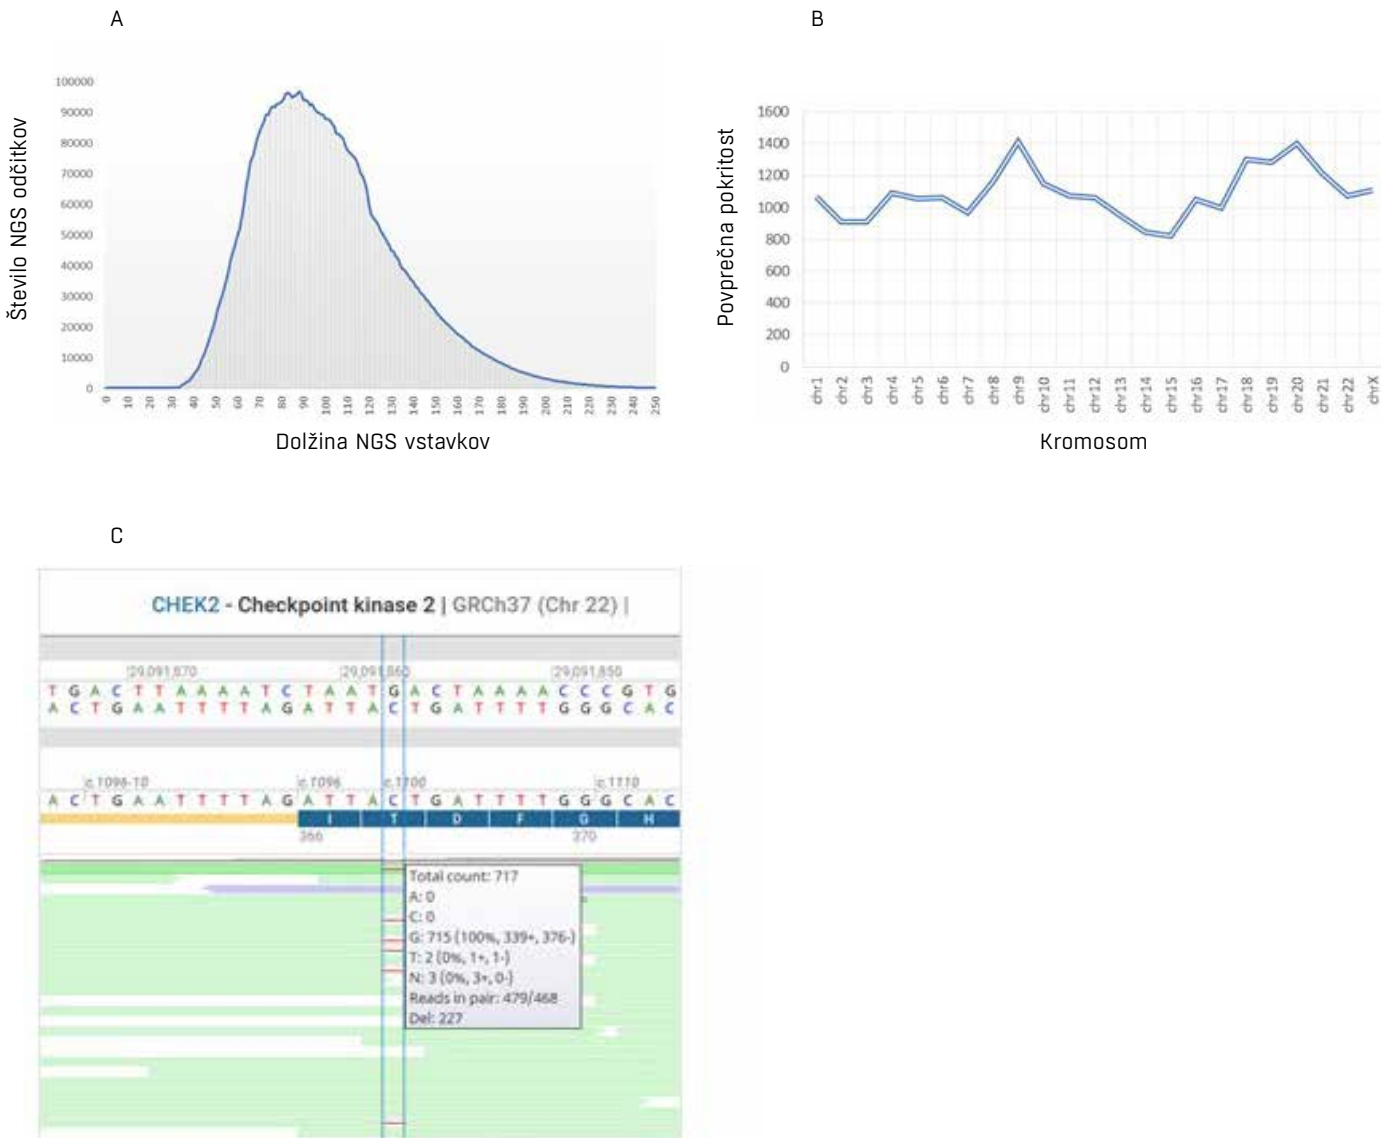 A
Število NGS odčitkov
100000
90000
80000
70000
60000
50000
40000
30000
20000
10000
0
0 10 20 30 40 50 60 70 80 90 100 110 120 130 140 150 160 170 180 190 200 210 220 230 240 250
Dolžina NGS vstavkov
B
Povprečna pokritost
1600
1400
1200
1000
800
600
400
200
0
chr1 chr2 chr3 chr4 chr5 chr6 chr7 chr8 chr9 chr10 chr11 chr12 chr13 chr14 chr15 chr16 chr17 chr18 chr19 chr20 chr21 chr22 chrX
Kromosom
C
CHEK2 - Checkpoint kinase 2 | GRCh37 (Chr 22) |
29,091,870 29,091,860 29,091,850
T G A C T T A A A A T C T A A T G A C T A A A A C C C G T G
A C T G A A T T T T A G A T T A C T G A T T T T G G G C A C
c.1096-10 c.1096 c.1100 c.1110
A C T G A A T T T T A G A T T A C T G A T T T T G G G C A C
I T D F G H
366 370
Total count: 717
A: 0
C: 0
G: 715 (100%, 339+, 376-)
T: 2 (0%, 1+, 1-)
N: 3 (0%, 3+, 0-)
Reads in pair: 479/468
Del: 227